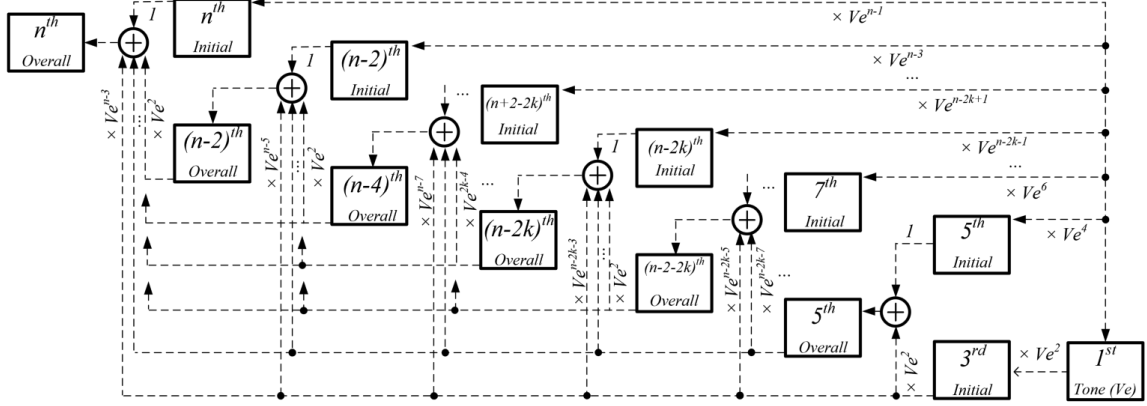 n^th
Overall
1
n^th
Initial
× Ve^n-1
× Ve^n-3
× Ve^2
...
(n-2)^th
Overall
1
(n-2)^th
Initial
× Ve^n-3
...
× Ve^n-5
× Ve^2
...
(n-4)^th
Overall
...
(n+2-2k)^th
Initial
× Ve^n-2k+1
× Ve^n-7
× Ve^2k-4
...
(n-2k)^th
Overall
1
(n-2k)^th
Initial
× Ve^n-2k-1
...
× Ve^n-2k-3
× Ve^2
...
(n-2-2k)^th
Overall
...
7^th
Initial
× Ve^6
× Ve^n-2k-5
× Ve^n-2k-7
...
5^th
Overall
1
5^th
Initial
× Ve^4
× Ve^2
3^rd
Initial
× Ve^2
1^st
Tone (Ve)